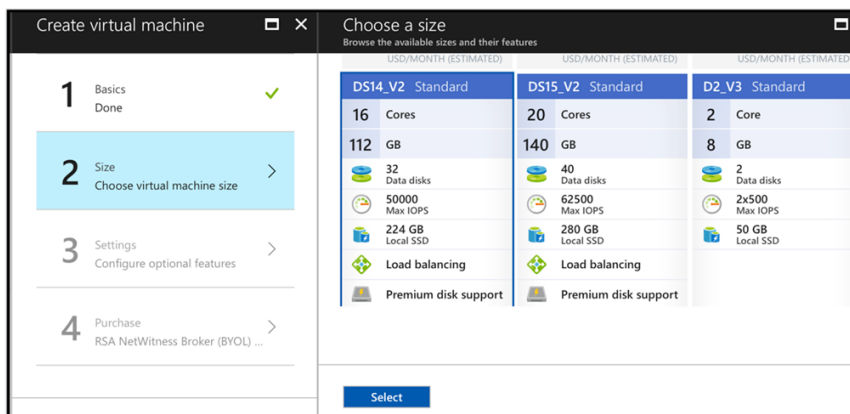 Create virtual machine
1
Basics
Done
2
Size
Choose virtual machine size
3
Settings
Configure optional features
4
Purchase
RSA NetWitness Broker (BYOL) ...
Choose a size
Browse the available sizes and their features
USD/MONTH (ESTIMATED)
DS14_V2 Standard
16 Cores
112 GB
32
Data disks
50000
Max IOPS
224 GB
Local SSD
Load balancing
Premium disk support
USD/MONTH (ESTIMATED)
DS15_V2 Standard
20 Cores
140 GB
40
Data disks
62500
Max IOPS
280 GB
Local SSD
Load balancing
Premium disk support
USD/MONTH (ESTIMATED)
D2_V3 Standard
2 Core
8 GB
2
Data disks
2x500
Max IOPS
50 GB
Local SSD
Select